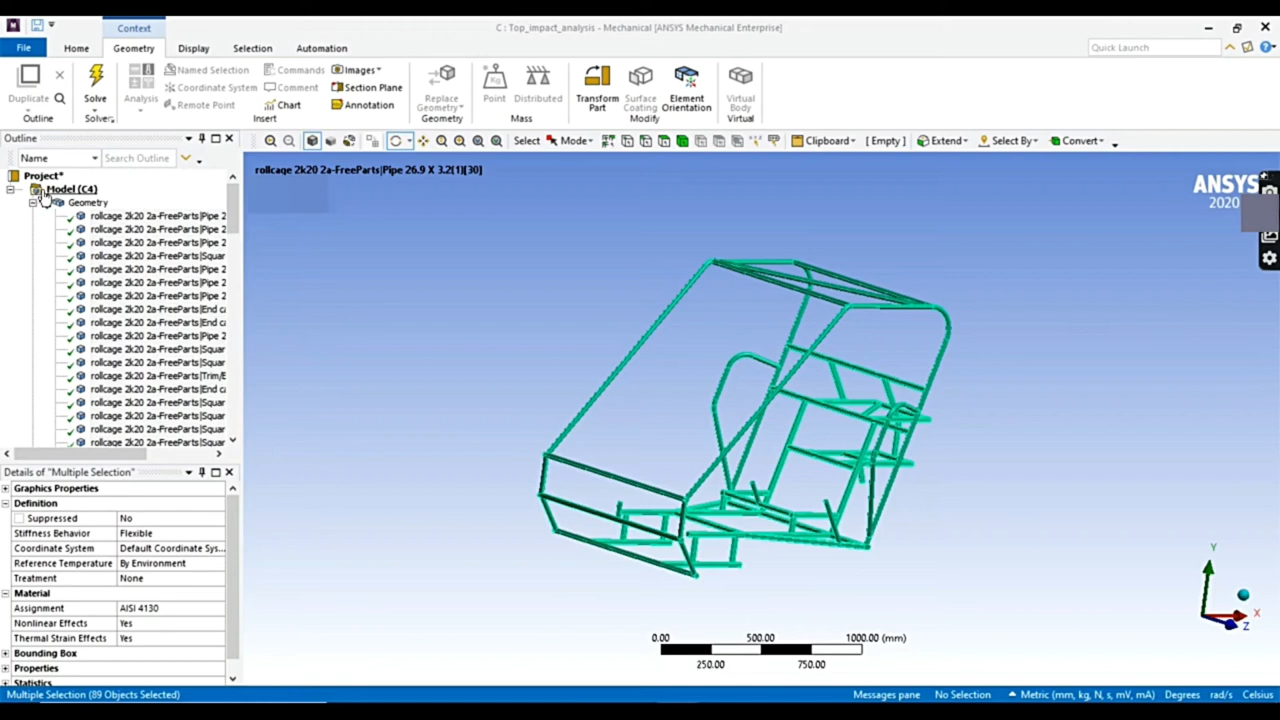 Context
C : Top_impact_analysis - Mechanical [ANSYS Mechanical Enterprise]
File Home Geometry Display Selection Automation
Quick Launch
Duplicate
Outline
Solve
Solver
Analysis
Named Selection
Coordinate System
Remote Point
Commands
Comment
Chart
Images
Section Plane
Annotation
Insert
Replace
Geometry
Geometry
Point
Distributed
Mass
Transform
Part
Surface
Coating
Element
Orientation
Modify
Virtual
Body
Virtual
Outline
Select Mode Clipboard [ Empty ] Extend Select By Convert
Name Search Outline
Project*
Model (C4)
Geometry
rollcage 2k20 2a-FreeParts|Pipe 2
rollcage 2k20 2a-FreeParts|Pipe 2
rollcage 2k20 2a-FreeParts|Pipe 2
rollcage 2k20 2a-FreeParts|Squar
rollcage 2k20 2a-FreeParts|Pipe 2
rollcage 2k20 2a-FreeParts|Pipe 2
rollcage 2k20 2a-FreeParts|Pipe 2
rollcage 2k20 2a-FreeParts|End ca
rollcage 2k20 2a-FreeParts|End ca
rollcage 2k20 2a-FreeParts|Pipe 2
rollcage 2k20 2a-FreeParts|Squar
rollcage 2k20 2a-FreeParts|Squar
rollcage 2k20 2a-FreeParts|Trim/E
rollcage 2k20 2a-FreeParts|End ca
rollcage 2k20 2a-FreeParts|Squar
rollcage 2k20 2a-FreeParts|Squar
rollcage 2k20 2a-FreeParts|Squar
rollcage 2k20 2a-FreeParts|Squar
rollcage 2k20 2a-FreeParts|Pipe 26.9 X 3.2(1)[30]
ANSYS
2020
Details of "Multiple Selection"
Graphics Properties
Definition
Suppressed No
Stiffness Behavior Flexible
Coordinate System Default Coordinate Sys...
Reference Temperature By Environment
Treatment None
Material
Assignment AISI 4130
Nonlinear Effects Yes
Thermal Strain Effects Yes
Bounding Box
Properties
Statistics
0.00 500.00 1000.00 (mm)
250.00 750.00
Y
X
Z
Multiple Selection (89 Objects Selected) Messages pane No Selection Metric (mm, kg, N, s, mV, mA) Degrees rad/s Celsius